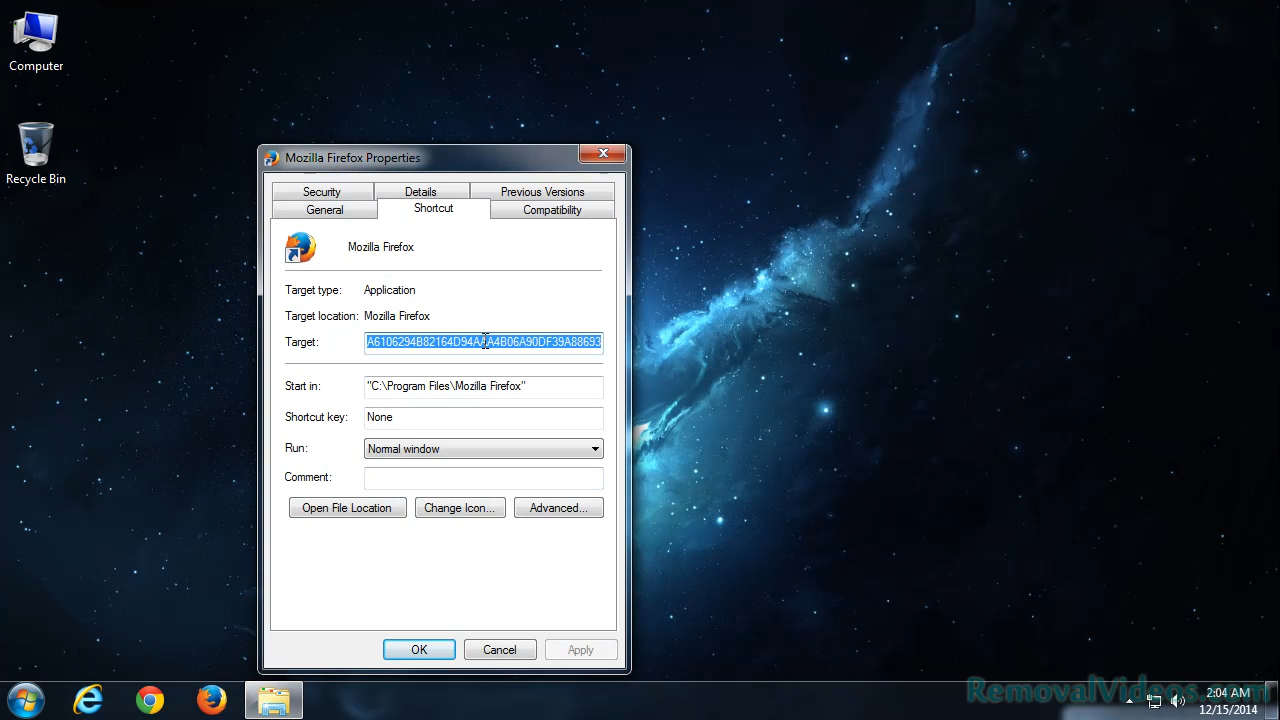 Computer
Recycle Bin
Mozilla Firefox Properties
Security Details Previous Versions
General Shortcut Compatibility
Mozilla Firefox
Target type: Application
Target location: Mozilla Firefox
Target: A6106294B82164D94AAA4B06A90DF39A88693
Start in: "C:\Program Files\Mozilla Firefox"
Shortcut key: None
Run: Normal window
Comment:
Open File Location Change Icon... Advanced...
OK Cancel Apply
RemovalVideos.com
2:04 AM
12/15/2014